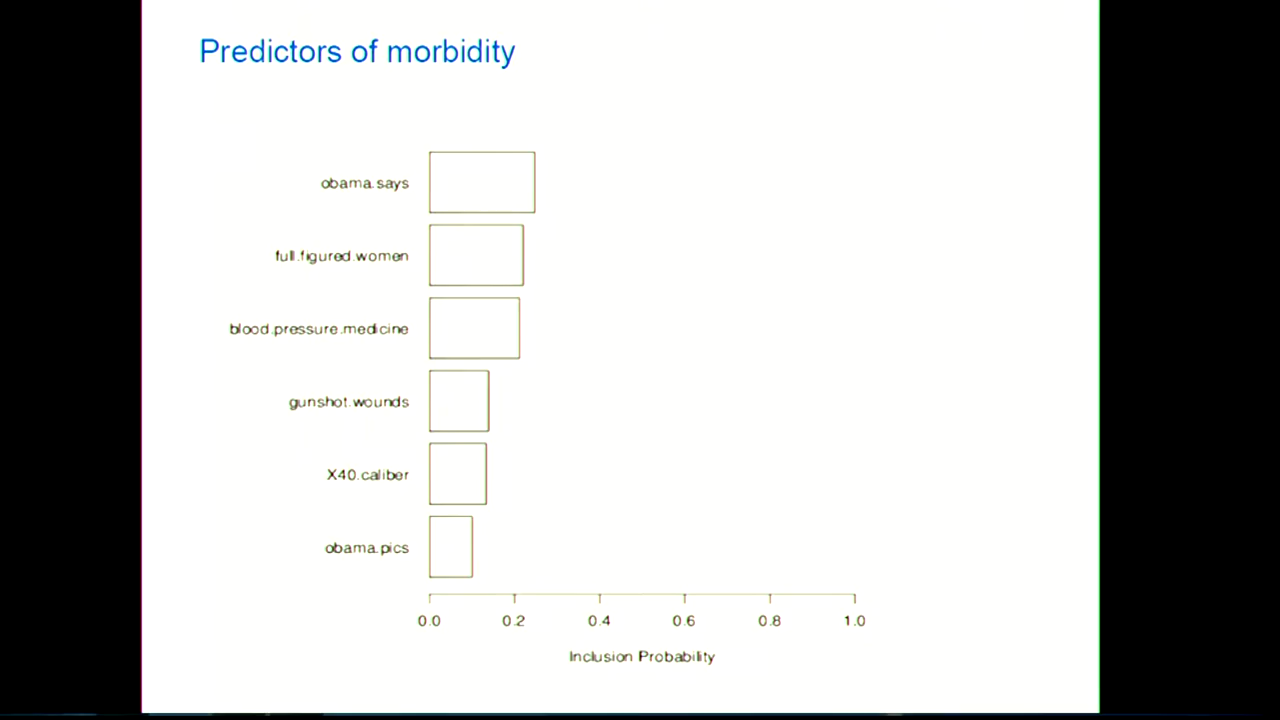 Predictors of morbidity
obama.says
full.figured.women
blood.pressure.medicine
gunshot.wounds
X40.caliber
obama.pics
0.0 0.2 0.4 0.6 0.8 1.0
Inclusion Probability